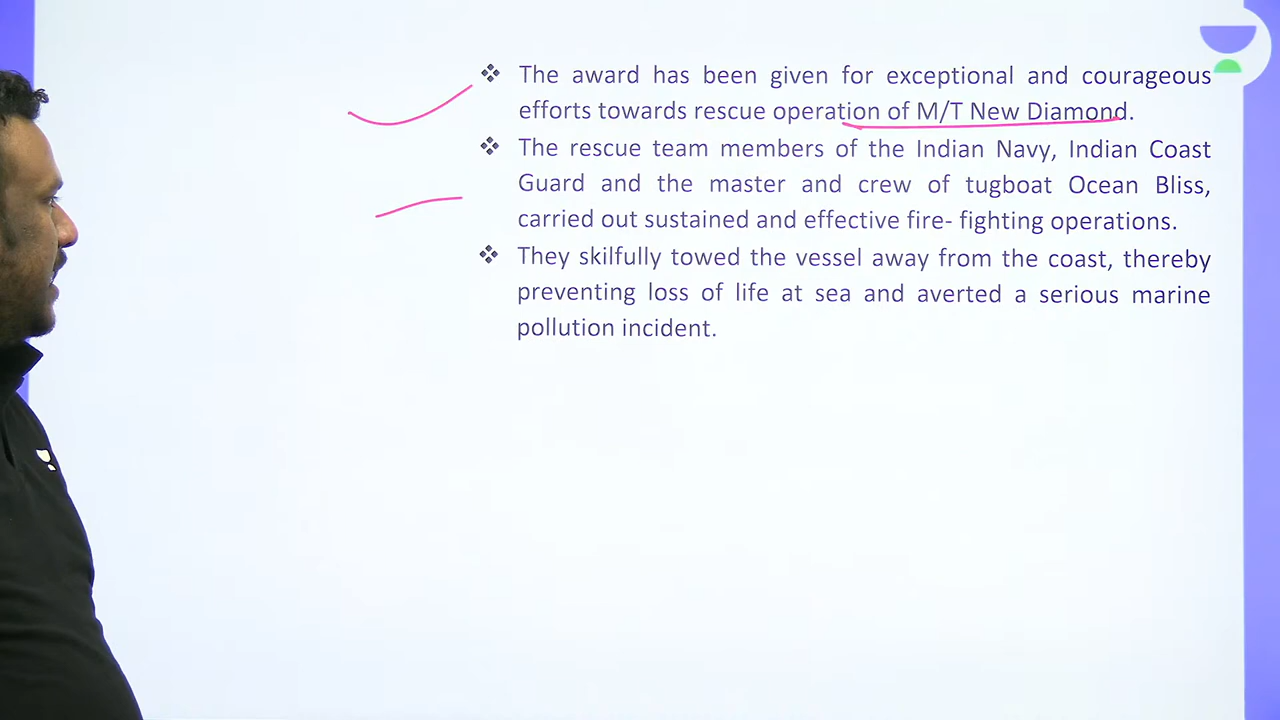 ❖ The award has been given for exceptional and courageous
efforts towards rescue operation of M/T New Diamond.
❖ The rescue team members of the Indian Navy, Indian Coast
Guard and the master and crew of tugboat Ocean Bliss,
carried out sustained and effective fire- fighting operations.
❖ They skilfully towed the vessel away from the coast, thereby
preventing loss of life at sea and averted a serious marine
pollution incident.